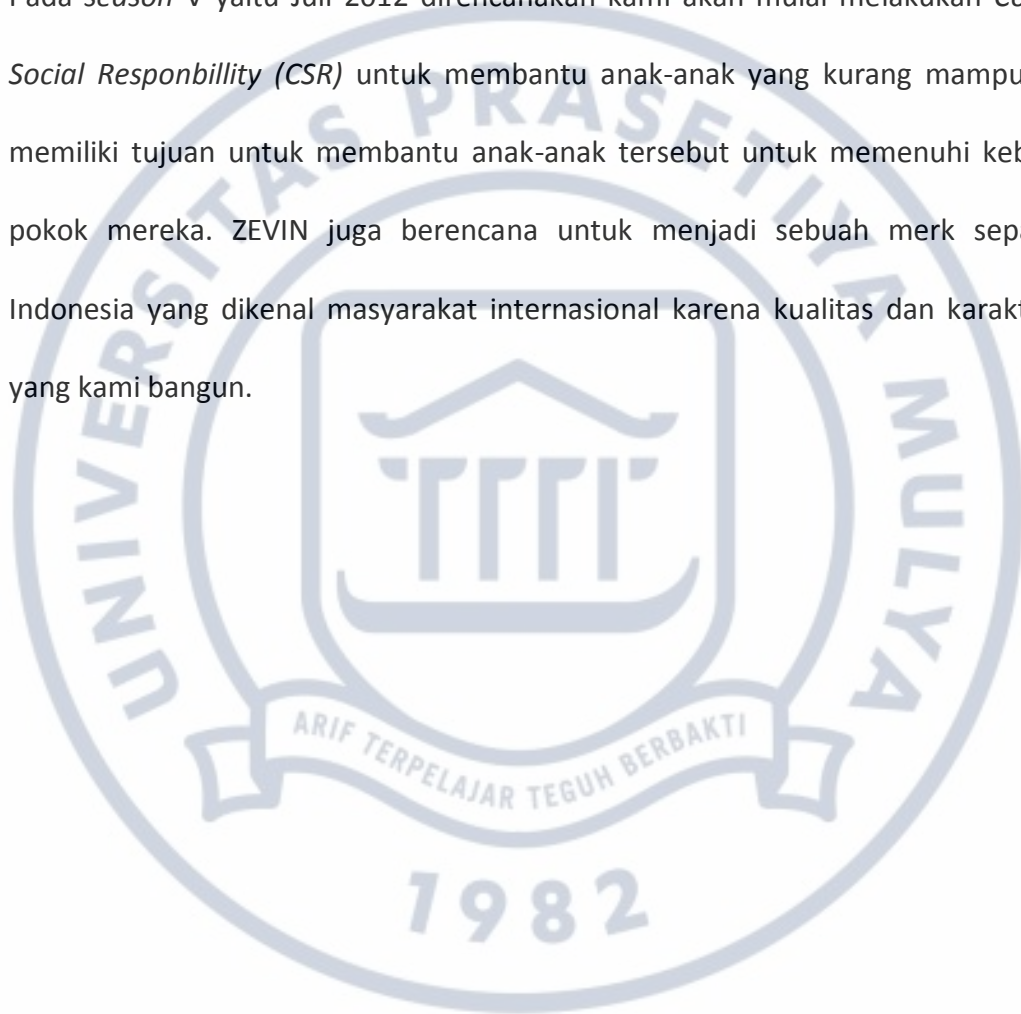 Pada season V yaitu Juli 2012 direncanakan kami akan mulai melakukan
Social Responbillity (CSR) untuk membantu anak-anak yang kurang mampu
memiliki tujuan untuk membantu anak-anak tersebut untuk memenuhi
pokok mereka. ZEVIN juga berencana untuk menjadi sebuah merk
Indonesia yang dikenal masyarakat internasional karena kualitas dan
yang kami bangun.
UNIVERSITAS PRASETIYA MULYA
ARIF TERPELAJAR TEGUH BERBAKTI
1982